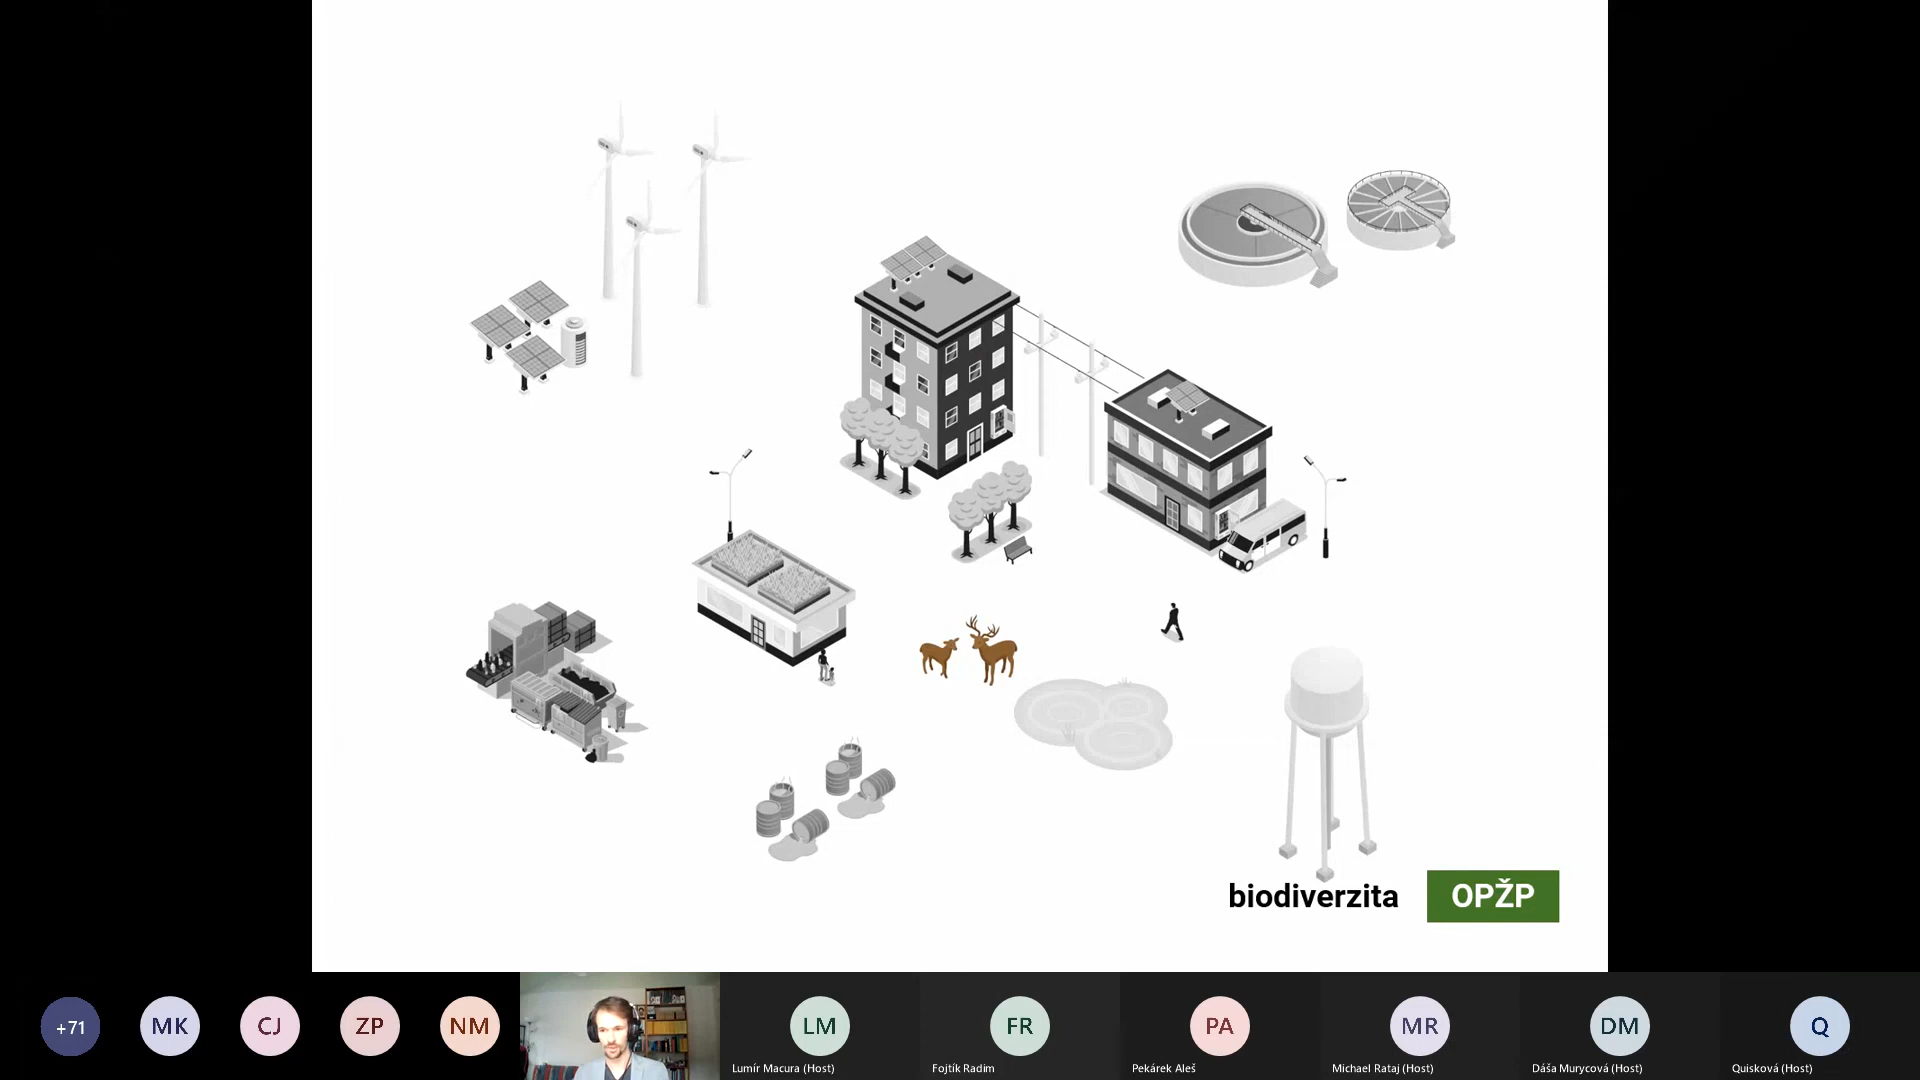 biodiverzita
OPŽP
+71
MK
CJ
ZP
NM
LM
FR
PA
MR
DM
Q
Lumír Macura (Host)
Fojtík Radim
Pekárek Aleš
Michael Rataj (Host)
Dáša Murycová (Host)
Quisková (Host)